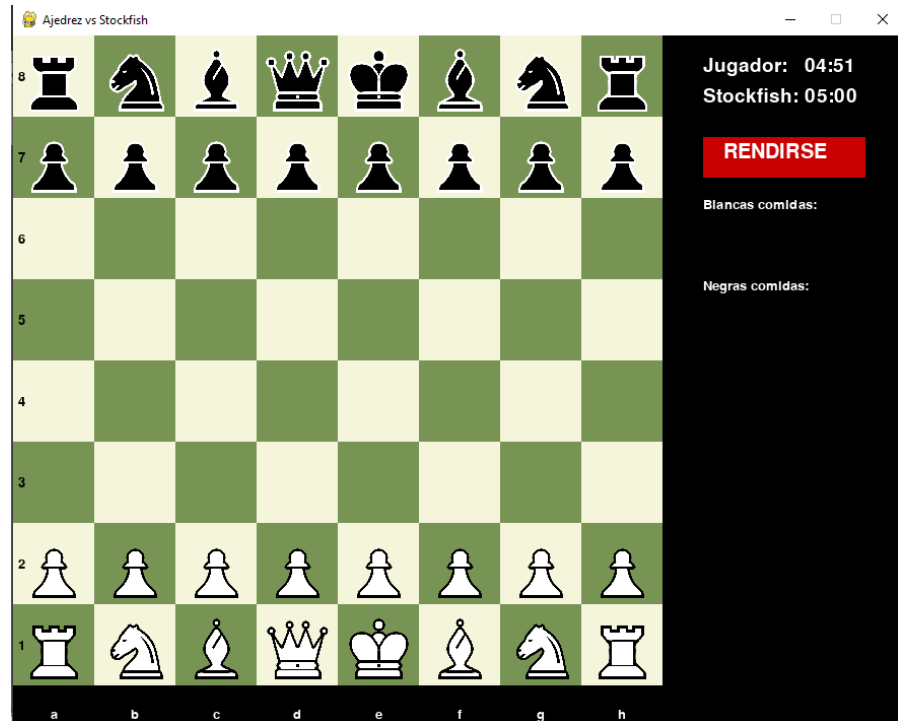 Ajedrez vs Stockfish
Jugador: 04:51
Stockfish: 05:00
RENDIRSE
Blancas comidas:
Negras comidas:
8
7
6
5
4
3
2
1
a b c d e f g h